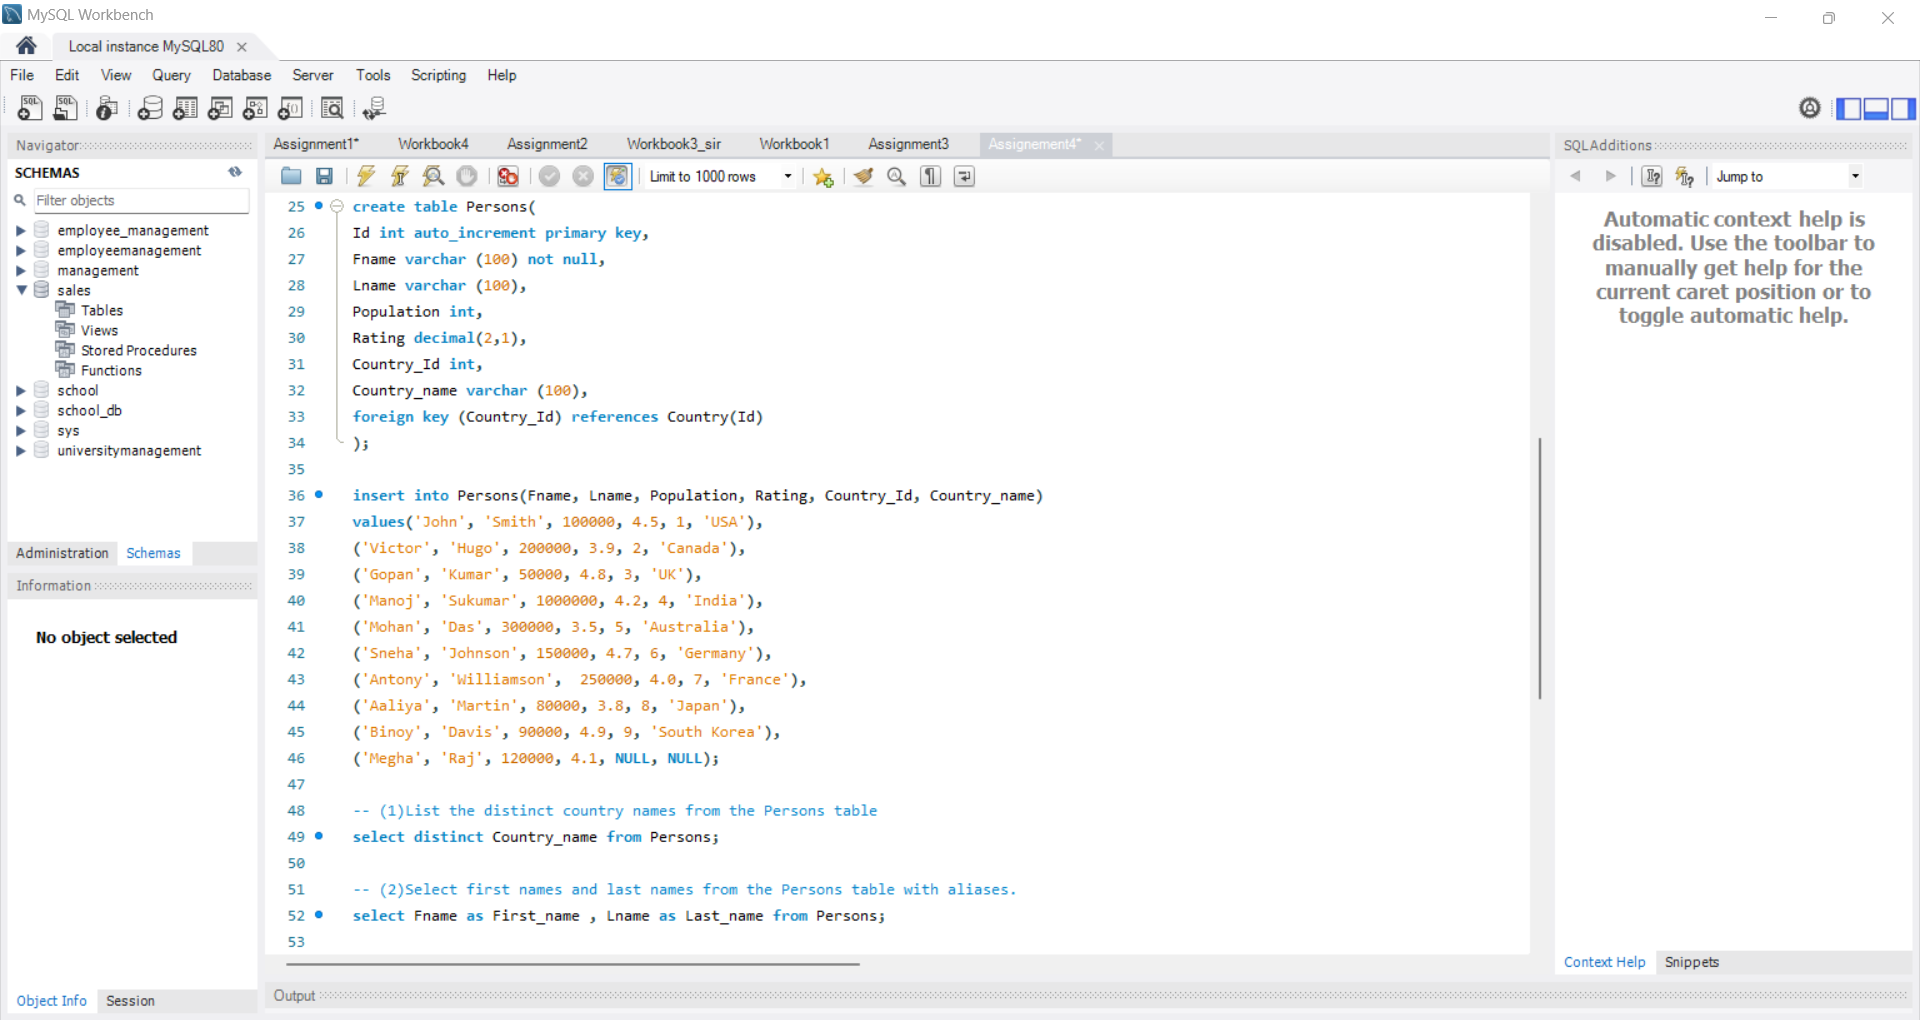 MySQL Workbench
Local instance MySQL80
File Edit View Query Database Server Tools Scripting Help
Navigator
SCHEMAS
Filter objects
employee_management
employeemanagement
management
sales
Tables
Views
Stored Procedures
Functions
school
school_db
sys
universitymanagement
Administration Schemas
Information
No object selected
Object Info Session
Assignment1* Workbook4 Assignment2 Workbook3_sir Workbook1 Assignment3 Assignement4*
Limit to 1000 rows
25 create table Persons(
26 Id int auto_increment primary key,
27 Fname varchar (100) not null,
28 Lname varchar (100),
29 Population int,
30 Rating decimal(2,1),
31 Country_Id int,
32 Country_name varchar (100),
33 foreign key (Country_Id) references Country(Id)
34 );
35
36 insert into Persons(Fname, Lname, Population, Rating, Country_Id, Country_name)
37 values('John', 'Smith', 100000, 4.5, 1, 'USA'),
38 ('Victor', 'Hugo', 200000, 3.9, 2, 'Canada'),
39 ('Gopan', 'Kumar', 50000, 4.8, 3, 'UK'),
40 ('Manoj', 'Sukumar', 1000000, 4.2, 4, 'India'),
41 ('Mohan', 'Das', 300000, 3.5, 5, 'Australia'),
42 ('Sneha', 'Johnson', 150000, 4.7, 6, 'Germany'),
43 ('Antony', 'Williamson',  250000, 4.0, 7, 'France'),
44 ('Aaliya', 'Martin', 80000, 3.8, 8, 'Japan'),
45 ('Binoy', 'Davis', 90000, 4.9, 9, 'South Korea'),
46 ('Megha', 'Raj', 120000, 4.1, NULL, NULL);
47
48 -- (1)List the distinct country names from the Persons table
49 select distinct Country_name from Persons;
50
51 -- (2)Select first names and last names from the Persons table with aliases.
52 select Fname as First_name , Lname as Last_name from Persons;
53
Output
SQLAdditions
Jump to
Automatic context help is
disabled. Use the toolbar to
manually get help for the
current caret position or to
toggle automatic help.
Context Help Snippets